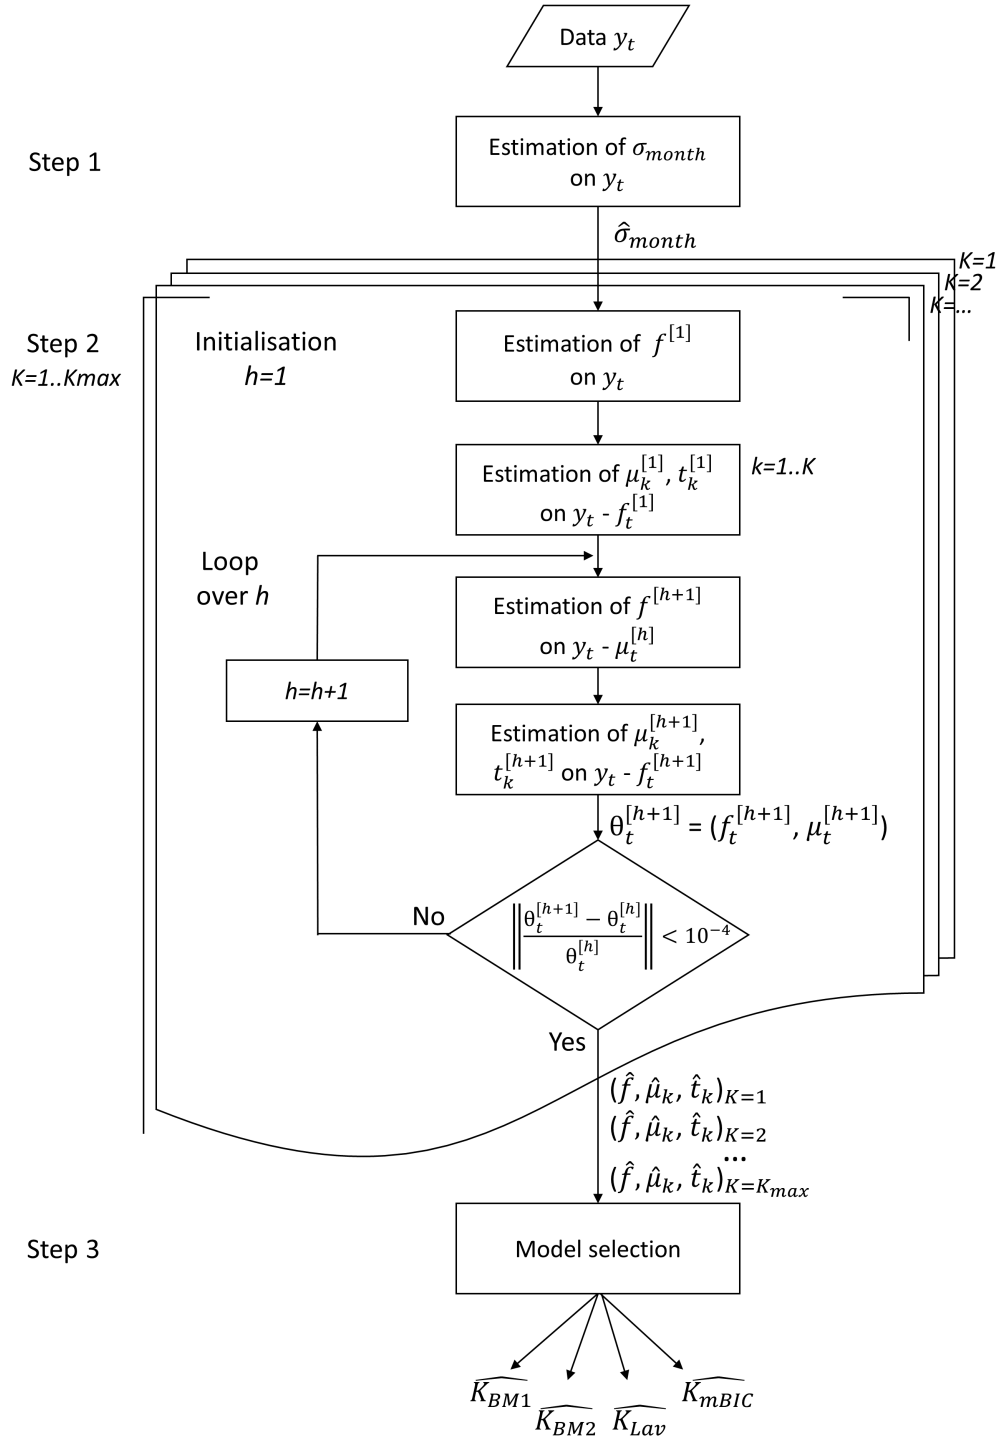 Data y_t
Step 1
Estimation of σ_month
on y_t
σ̂_month
K=1
K=2
K=...
Step 2
K=1..Kmax
Initialisation
h=1
Estimation of f^[1]
on y_t
Estimation of μ_k^[1], t_k^[1]
on y_t - f_t^[1]
k=1..K
Loop
over h
Estimation of f^[h+1]
on y_t - μ_t^[h]
h=h+1
Estimation of μ_k^[h+1],
t_k^[h+1] on y_t - f_t^[h+1]
θ_t^[h+1] = (f_t^[h+1], μ_t^[h+1])
No
‖(θ_t^[h+1] − θ_t^[h]) / θ_t^[h]‖ < 10^−4
Yes
(f̂, μ̂_k, t̂_k)_K=1
(f̂, μ̂_k, t̂_k)_K=2
...
(f̂, μ̂_k, t̂_k)_K=K_max
Step 3
Model selection
K̂_BM1
K̂_BM2
K̂_Lav
K̂_mBIC